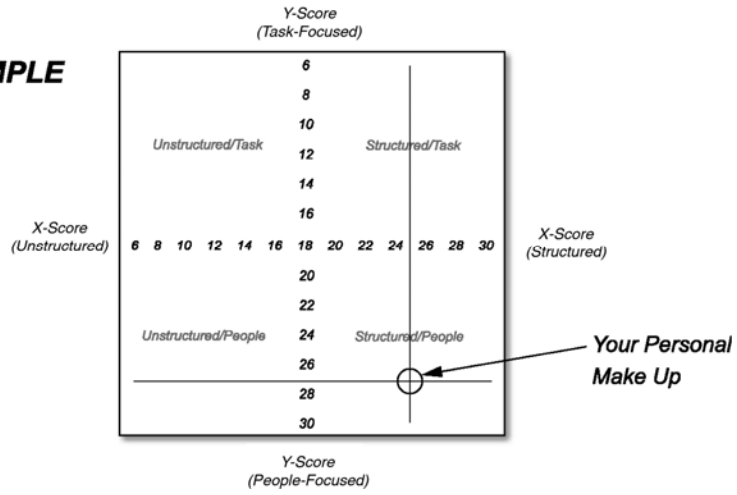 Y-Score
(Task-Focused)
6
8
10
Unstructured/Task
Structured/Task
12
14
16
X-Score
(Unstructured)
6 8 10 12 14 16 18 20 22 24 26 28 30
X-Score
(Structured)
20
22
Unstructured/People
24
Structured/People
26
28
30
Your Personal
Make Up
Y-Score
(People-Focused)